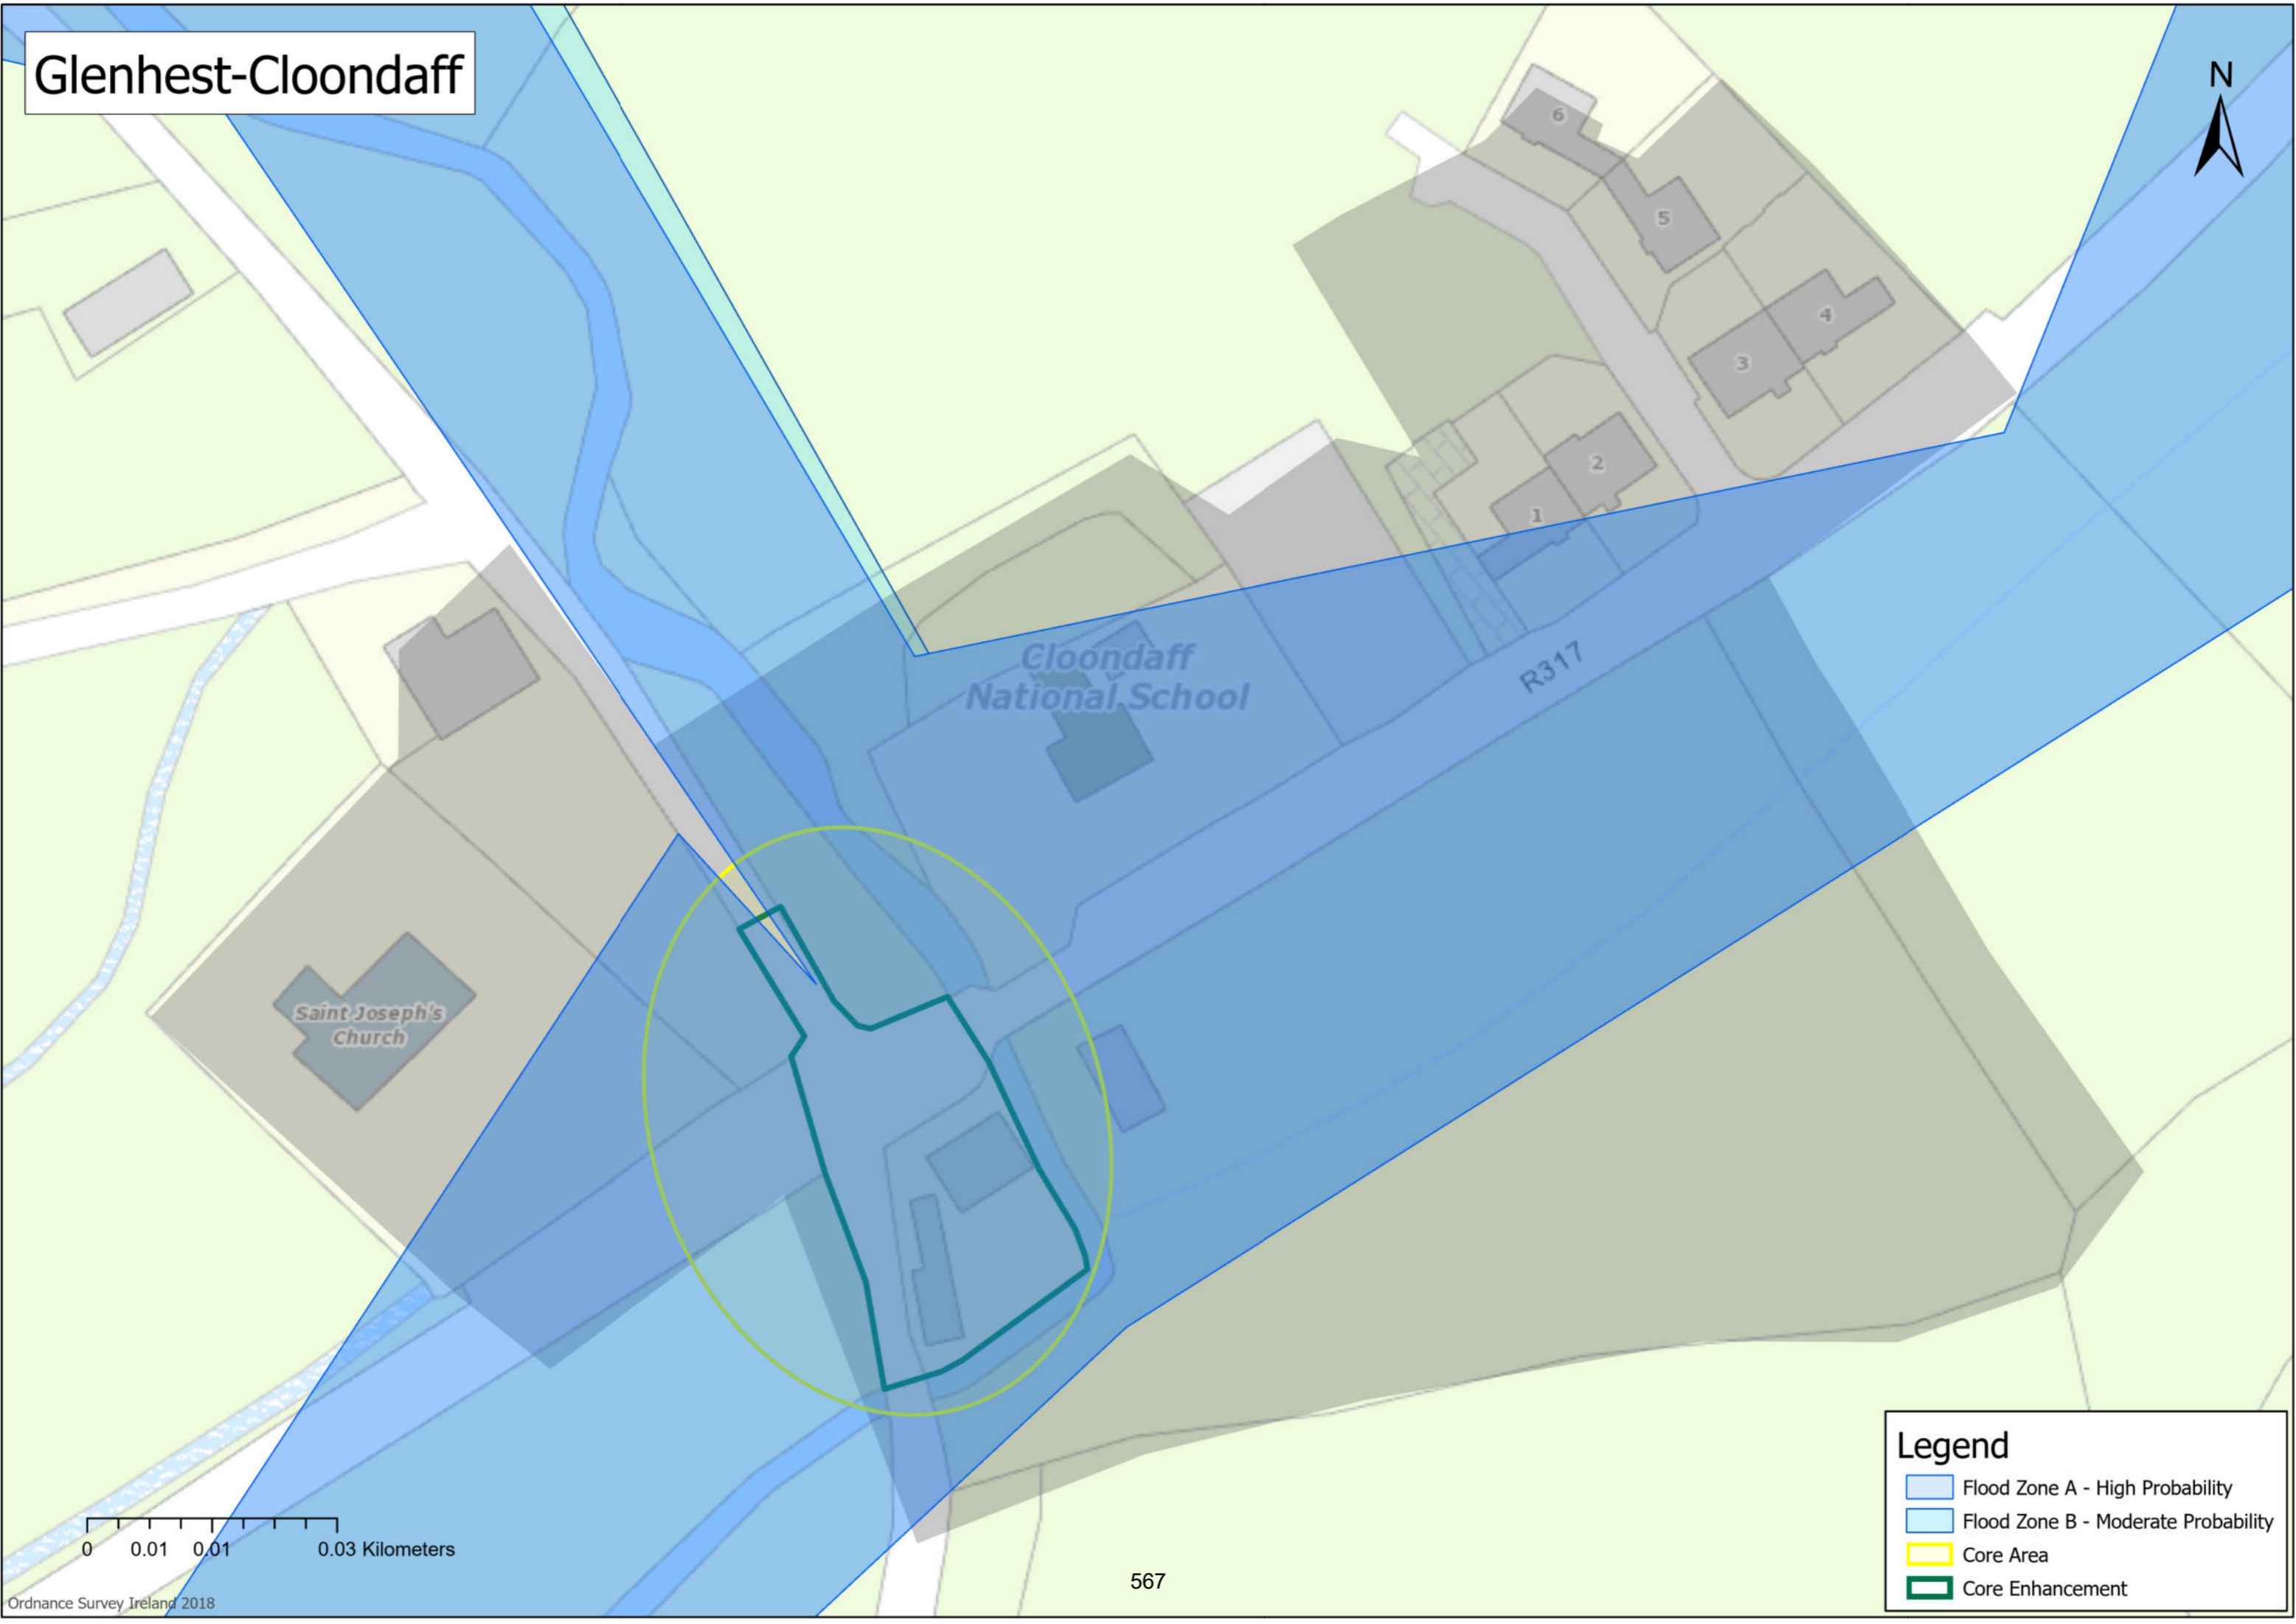 Glenhest-Cloondaff
N
6
5
4
3
2
1
Cloondaff
National School
R317
Saint Joseph's
Church
0 0.01 0.01 0.03 Kilometers
Ordnance Survey Ireland 2018
567
Legend
Flood Zone A - High Probability
Flood Zone B - Moderate Probability
Core Area
Core Enhancement